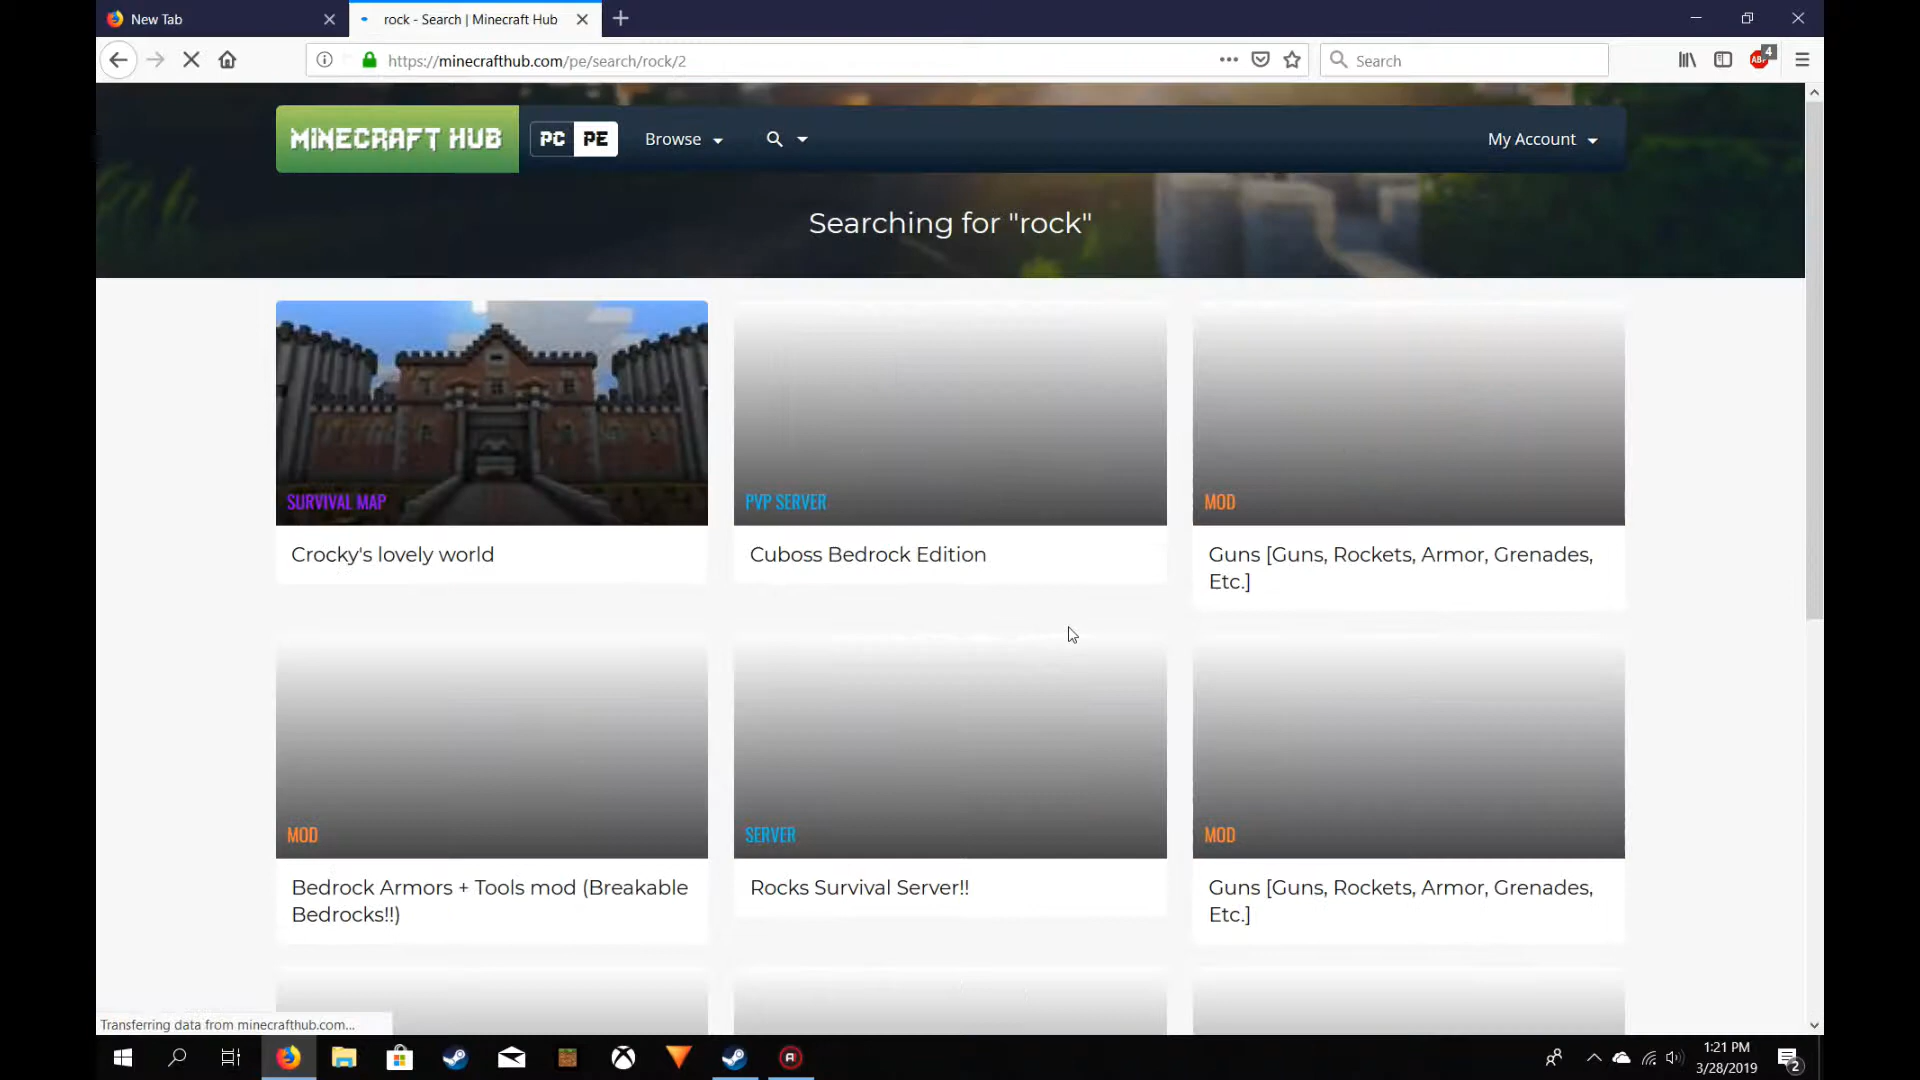 New Tab
rock - Search | Minecraft Hub
https://minecrafthub.com/pe/search/rock/2
Search
ABP
4
MINECRAFT HUB
PC
PE
Browse
My Account
Searching for "rock"
SURVIVAL MAP
PVP SERVER
MOD
Crocky's lovely world
Cuboss Bedrock Edition
Guns [Guns, Rockets, Armor, Grenades,
Etc.]
MOD
SERVER
MOD
Bedrock Armors + Tools mod (Breakable
Bedrocks!!)
Rocks Survival Server!!
Guns [Guns, Rockets, Armor, Grenades,
Etc.]
Transferring data from minecrafthub.com...
1:21 PM
3/28/2019
2